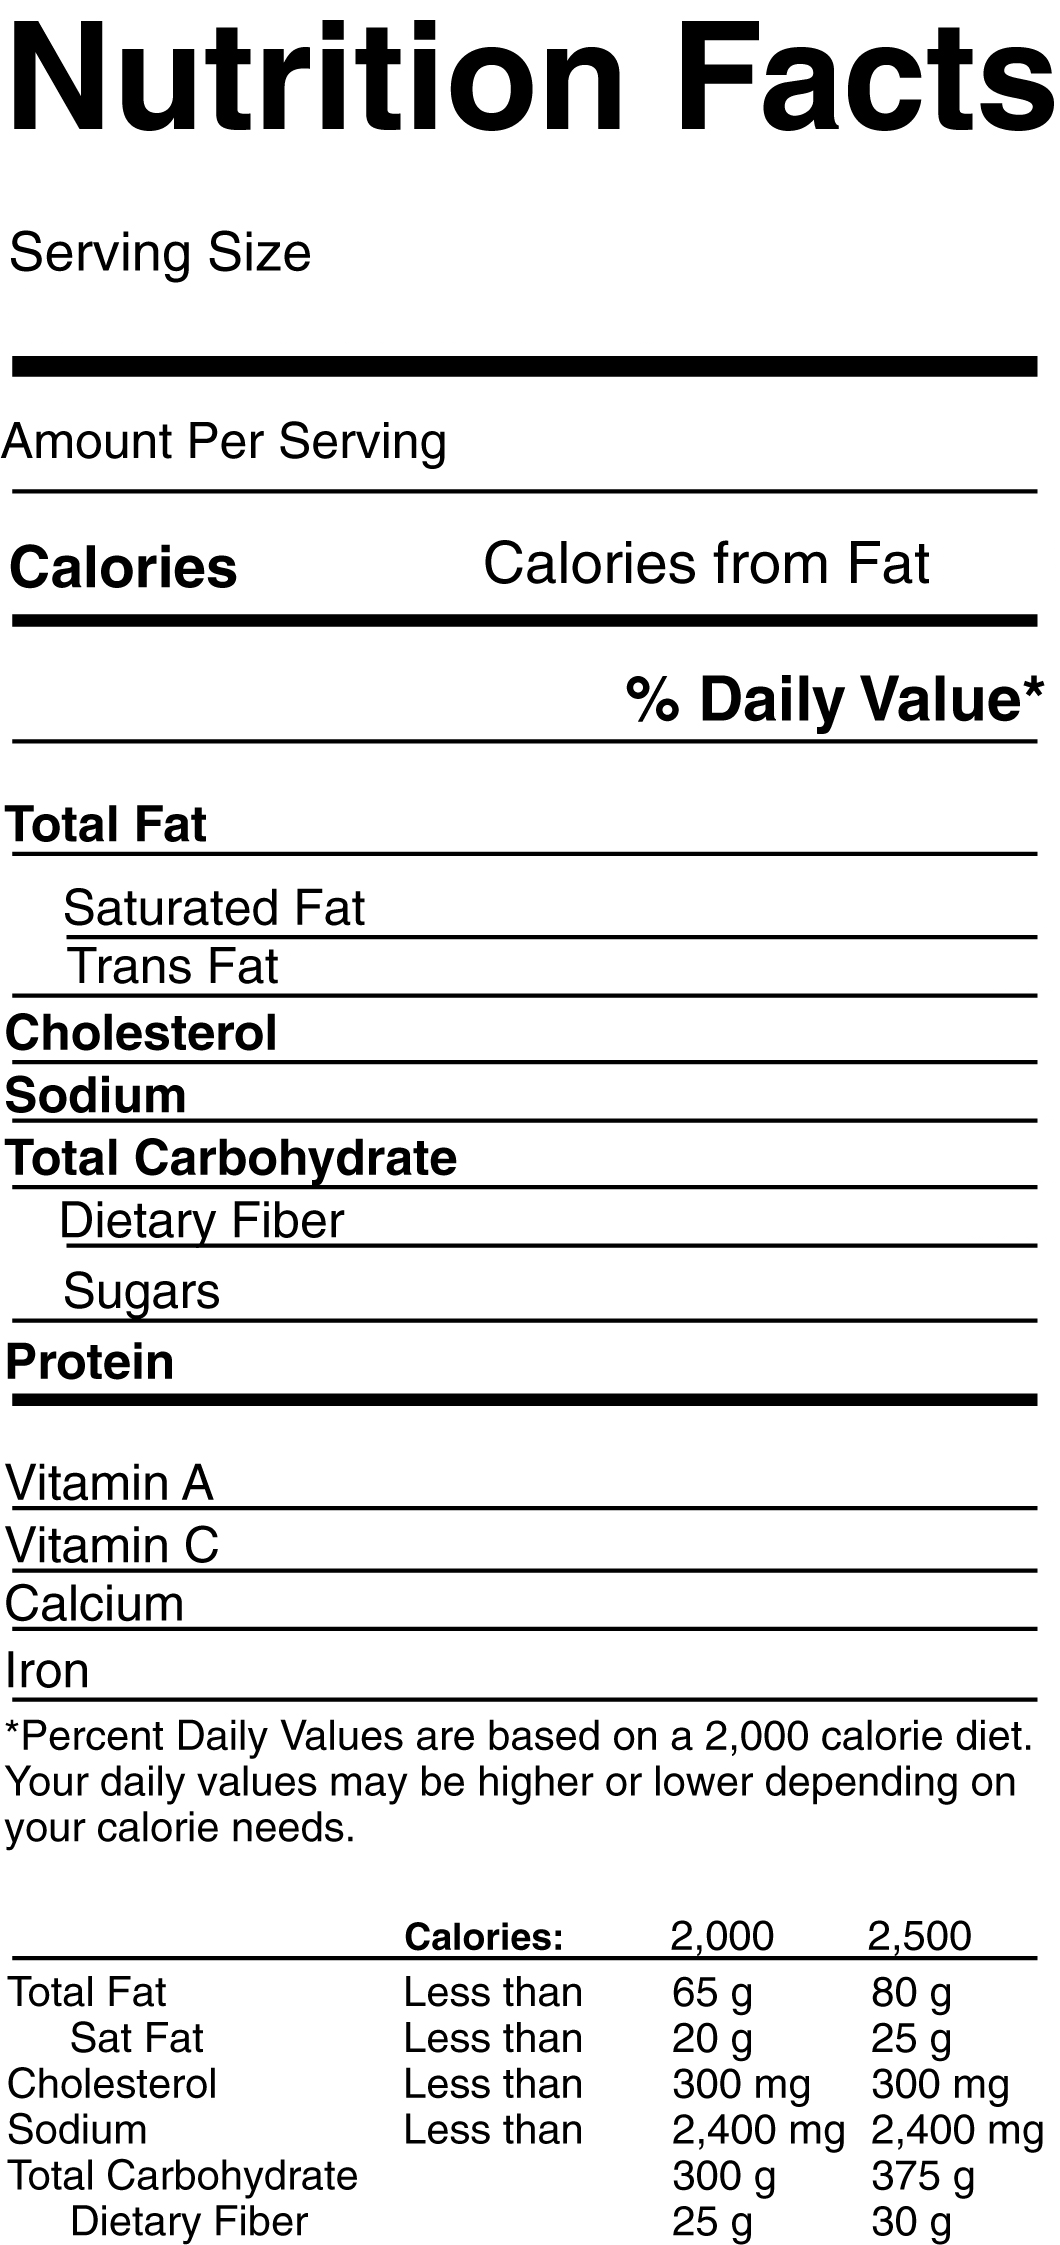 Nutrition Facts
Serving Size
Amount Per Serving
Calories Calories from Fat
% Daily Value*
Total Fat
Saturated Fat
Trans Fat
Cholesterol
Sodium
Total Carbohydrate
Dietary Fiber
Sugars
Protein
Vitamin A
Vitamin C
Calcium
Iron
*Percent Daily Values are based on a 2,000 calorie diet.
Your daily values may be higher or lower depending on
your calorie needs.
Calories: 2,000 2,500
Total Fat Less than 65 g 80 g
Sat Fat Less than 20 g 25 g
Cholesterol Less than 300 mg 300 mg
Sodium Less than 2,400 mg 2,400 mg
Total Carbohydrate 300 g 375 g
Dietary Fiber 25 g 30 g